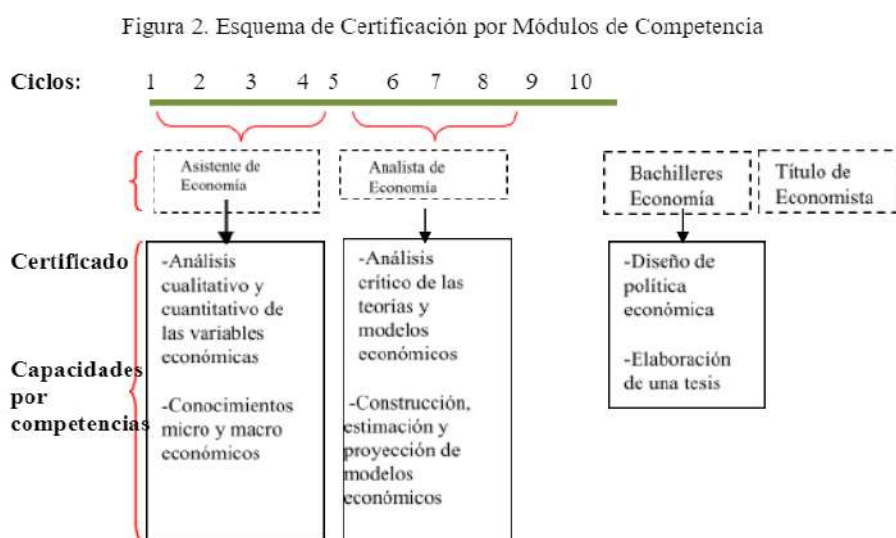 Figura 2. Esquema de Certificación por Módulos de Competencia
Ciclos: 1 2 3 4 5 6 7 8 9 10
Asistente de
Economía
Analista de
Economía
Bachilleres
Economía
Título de
Economista
Certificado
-Análisis
cualitativo y
cuantitativo de
las variables
económicas
-Conocimientos
micro y macro
económicos
-Análisis
crítico de las
teorías y
modelos
económicos
-Construcción,
estimación y
proyección de
modelos
económicos
-Diseño de
política
económica
-Elaboración
de una tesis
Capacidades
por
competencias